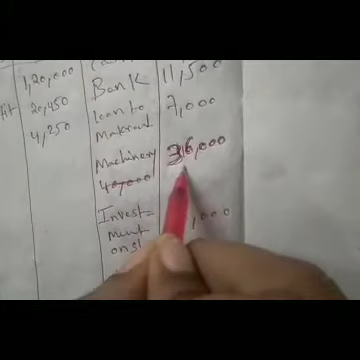 1,20,000
Bank 11,500
fit 20,450
loan to 7,000
4,250
Makrand
Machinery 36,000
40,000
Invest=
ment ,000